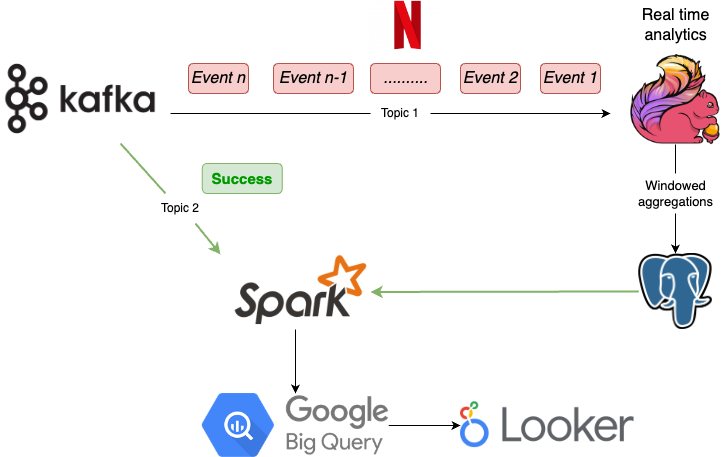 Real time
analytics
N
Event n
Event n-1
..........
Event 2
Event 1
kafka
Topic 1
Success
Windowed
aggregations
Topic 2
Spark
Google
Big Query
Looker